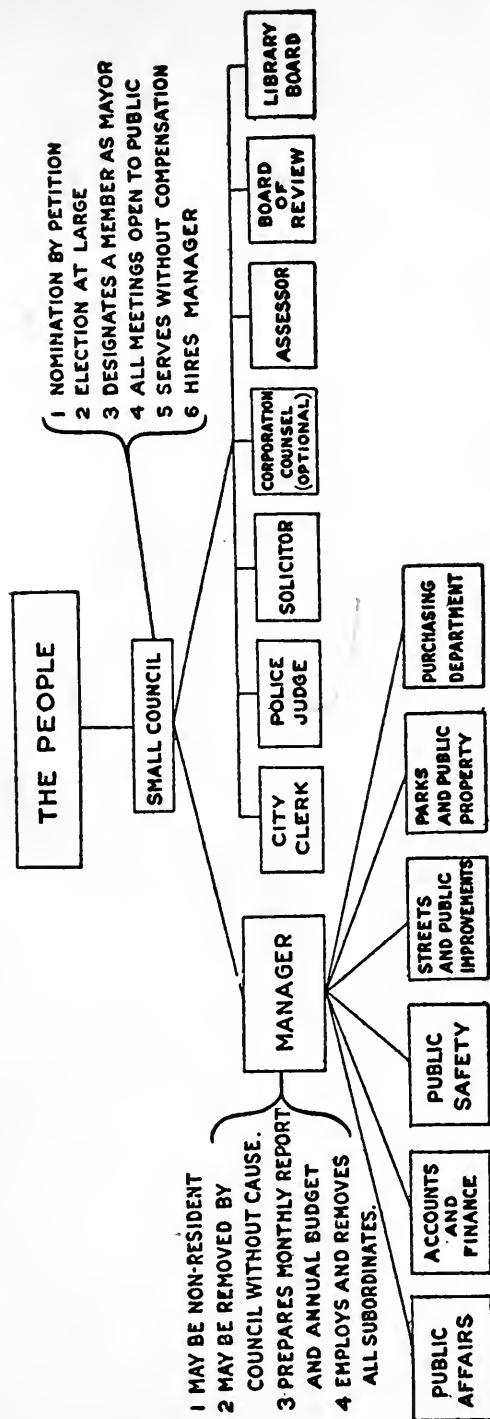 THE PEOPLE
SMALL COUNCIL
1 NOMINATION BY PETITION
2 ELECTION AT LARGE
3 DESIGNATES A MEMBER AS MAYOR
4 ALL MEETINGS OPEN TO PUBLIC
5 SERVES WITHOUT COMPENSATION
6 HIRES MANAGER
1 MAY BE NON-RESIDENT
2 MAY BE REMOVED BY
COUNCIL WITHOUT CAUSE.
3 PREPARES MONTHLY REPORT
AND ANNUAL BUDGET
4 EMPLOYS AND REMOVES
ALL SUBORDINATES.
MANAGER
CITY
CLERK
POLICE
JUDGE
SOLICITOR
CORPORATION
COUNSEL
(OPTIONAL)
ASSESSOR
BOARD
OF
REVIEW
LIBRARY
BOARD
PUBLIC
AFFAIRS
ACCOUNTS
AND
FINANCE
PUBLIC
SAFETY
STREETS
AND PUBLIC
IMPROVEMENTS
PARKS
AND PUBLIC
PROPERTY
PURCHASING
DEPARTMENT